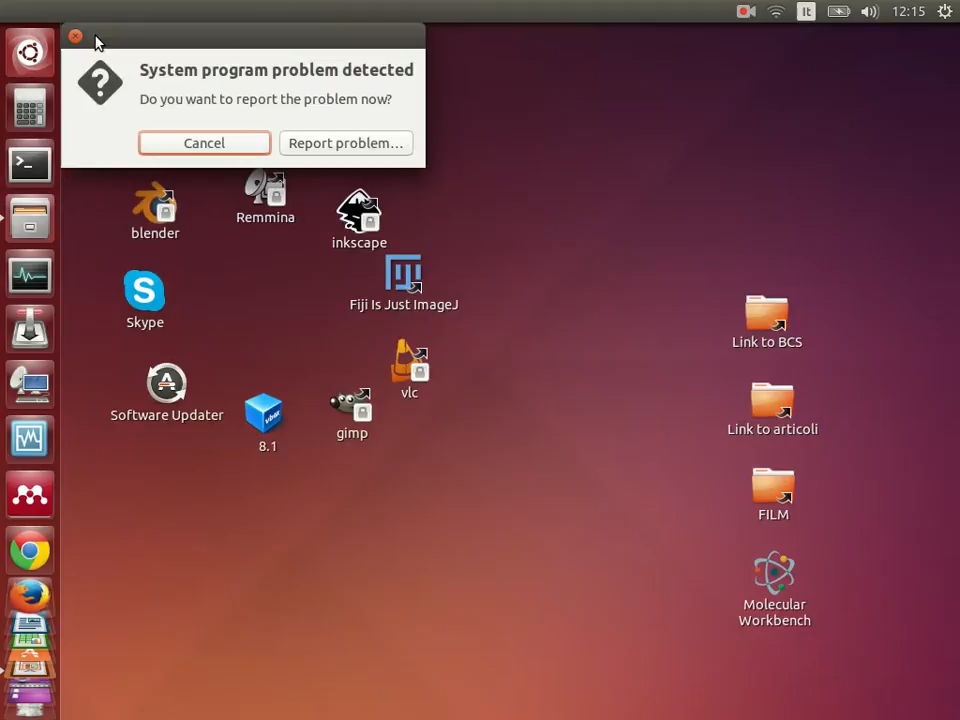 It
12:15
System program problem detected
Do you want to report the problem now?
Cancel
Report problem...
blender
Remmina
inkscape
Skype
Fiji Is Just ImageJ
Software Updater
vbox
8.1
gimp
vlc
Link to BCS
Link to articoli
FILM
Molecular
Workbench